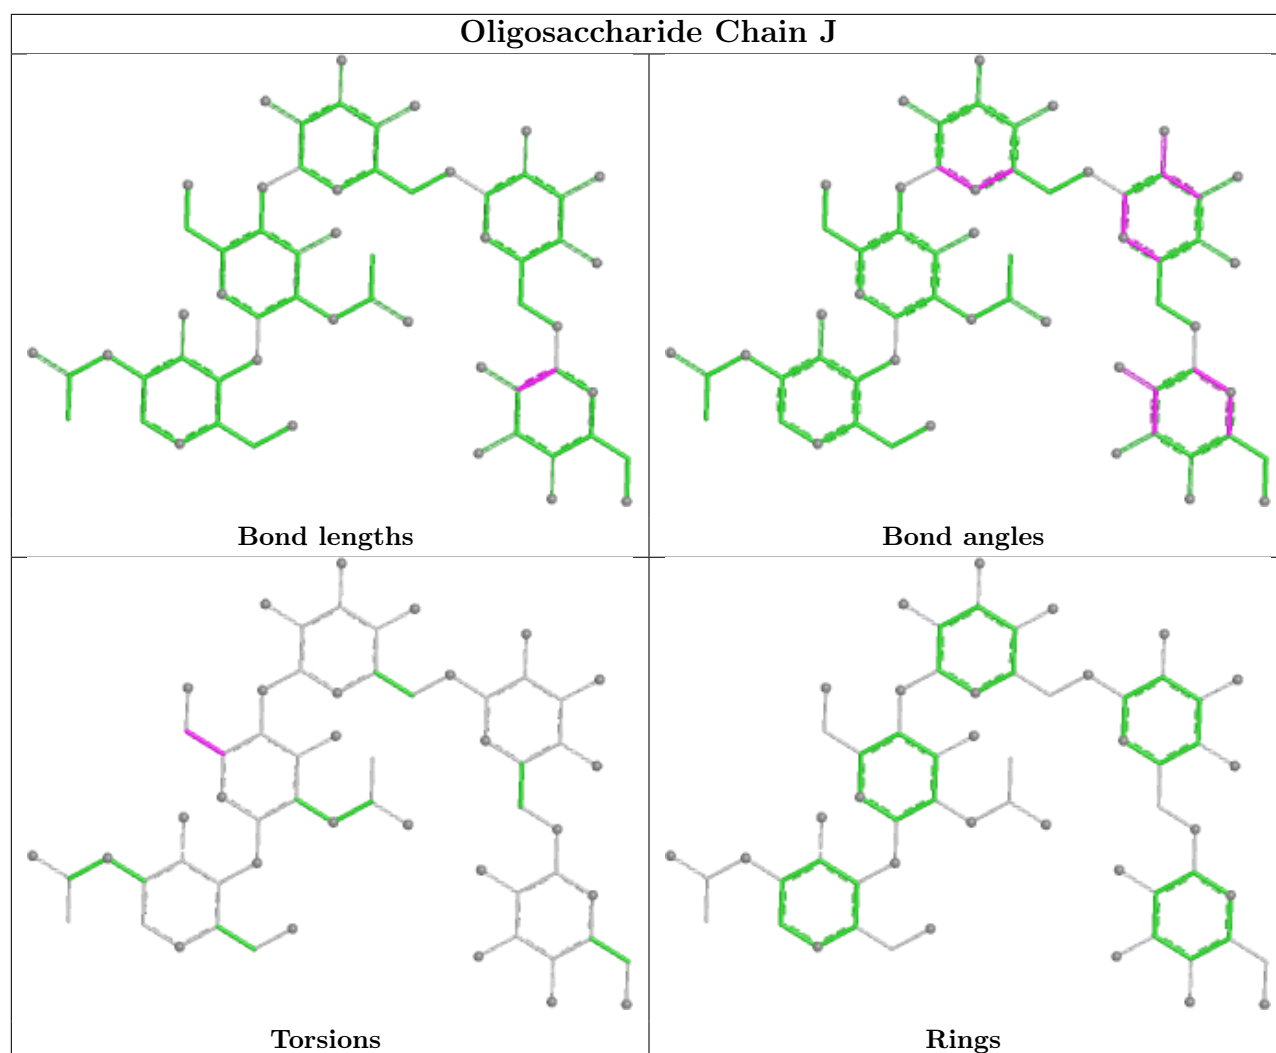 Oligosaccharide Chain J
Bond lengths
Bond angles
Torsions
Rings